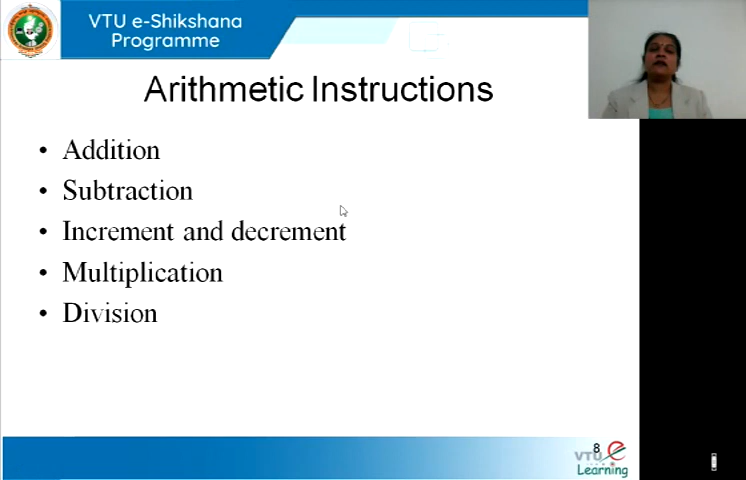 VTU e-Shikshana
Programme
Arithmetic Instructions
• Addition
• Subtraction
• Increment and decrement
• Multiplication
• Division
8
VTU e
Learning